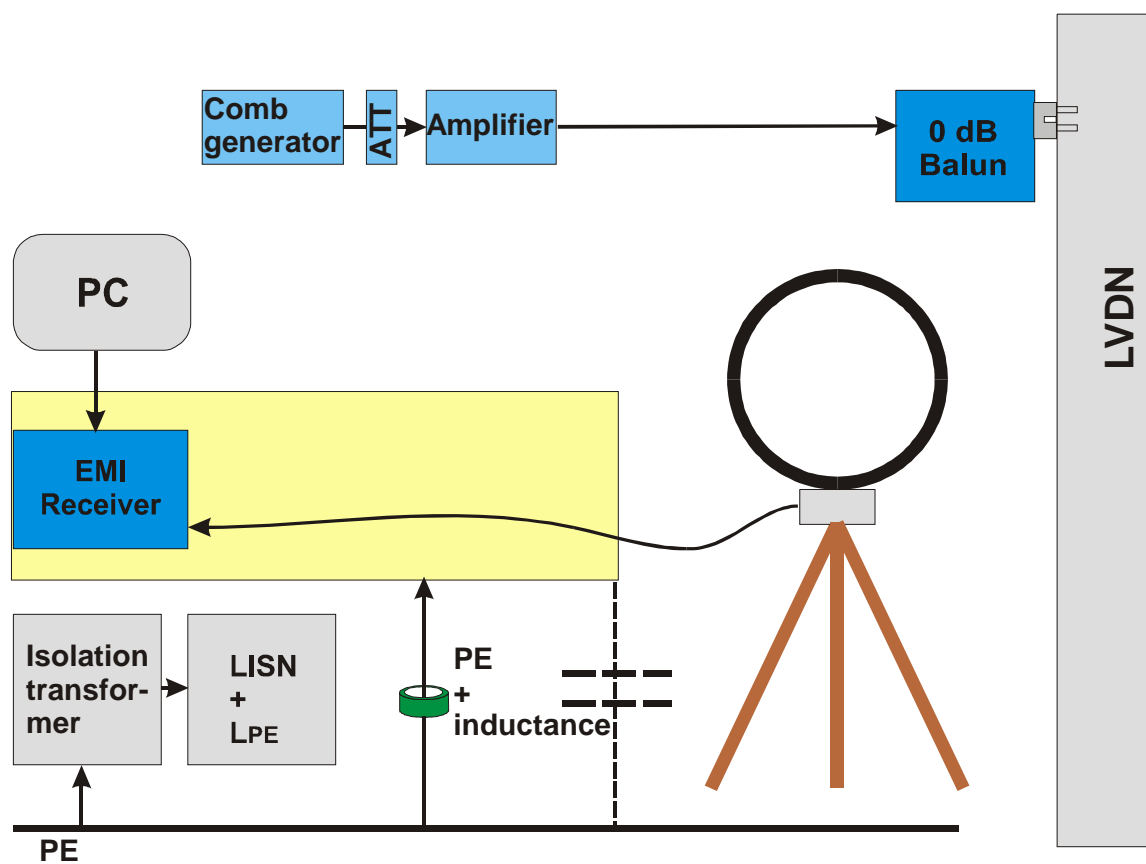 Comb
generator
ATT
Amplifier
0 dB
Balun
LVDN
PC
EMI
Receiver
Isolation
transfor-
mer
LISN
+
LPE
PE
+
inductance
PE